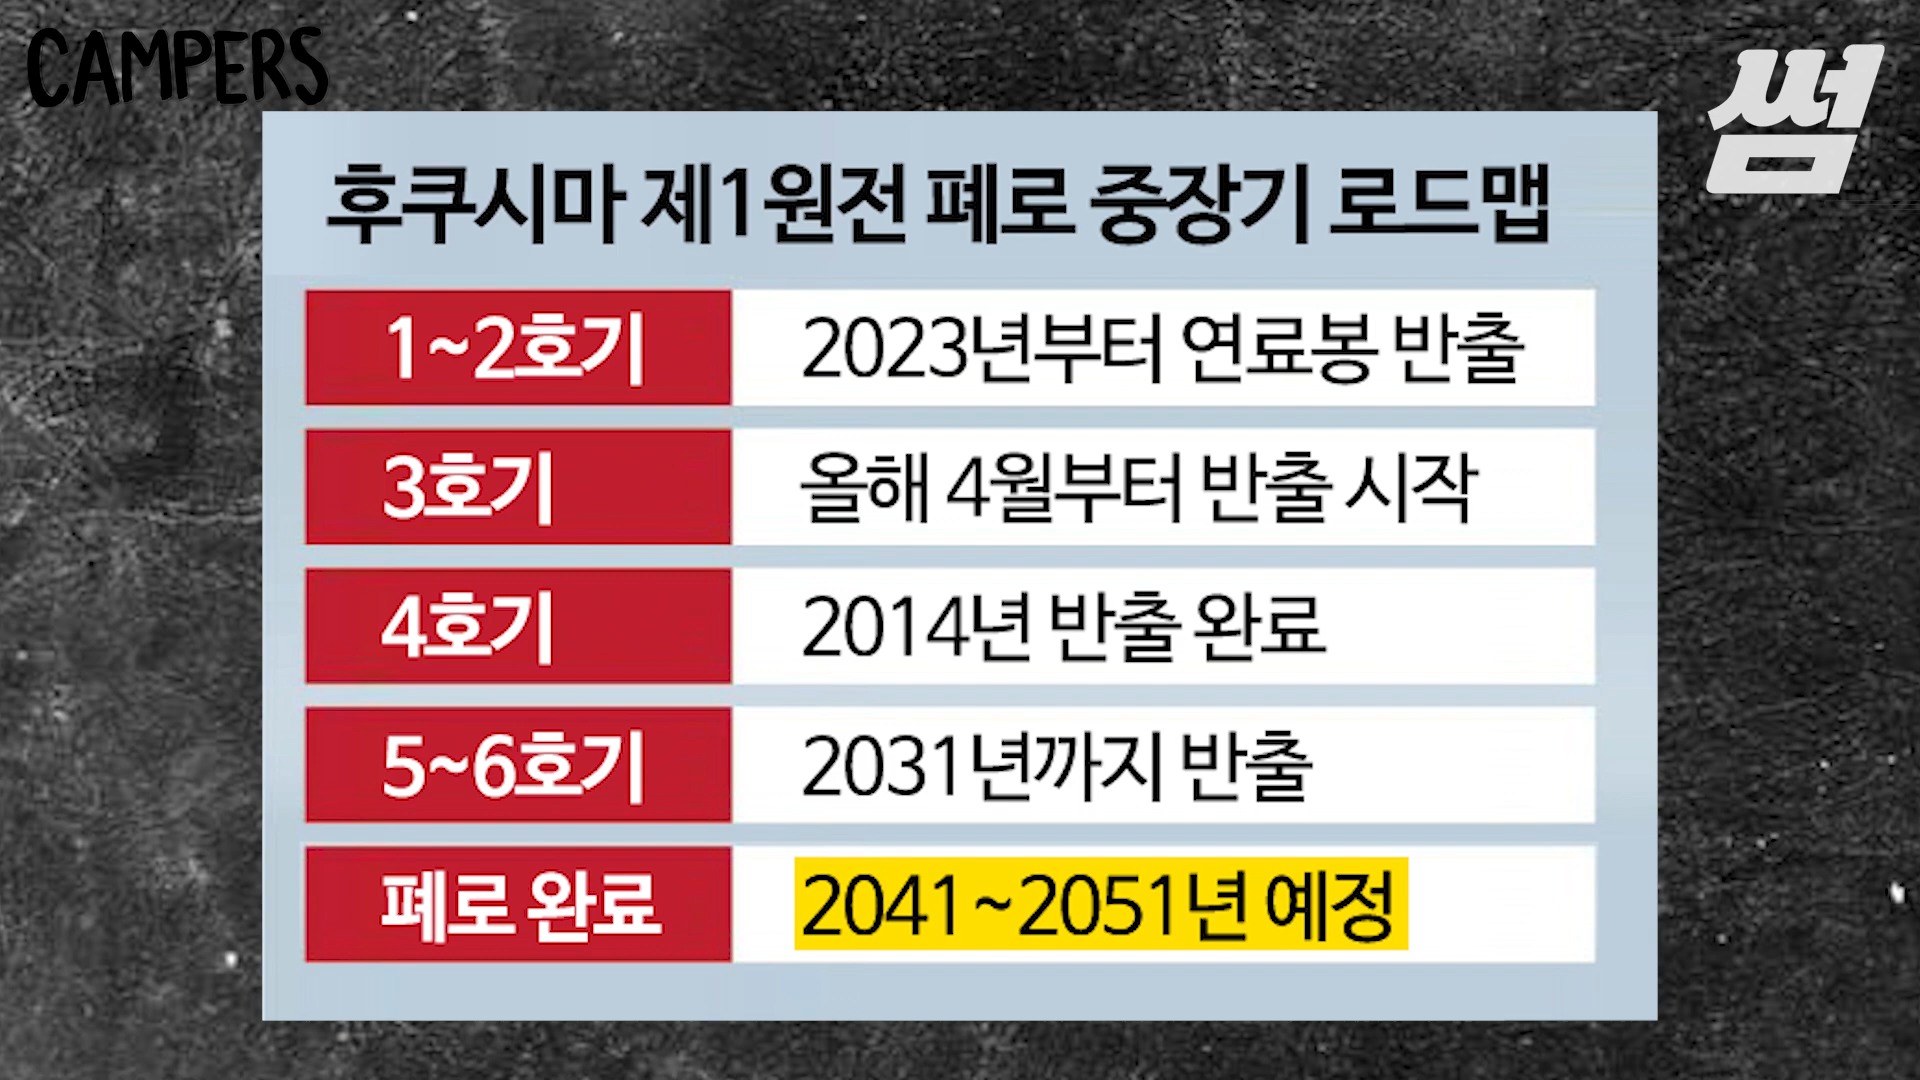 CAMPERS
썸
후쿠시마 제1원전 폐로 중장기 로드맵
1~2호기 2023년부터 연료봉 반출
3호기 올해 4월부터 반출 시작
4호기 2014년 반출 완료
5~6호기 2031년까지 반출
폐로 완료 2041~2051년 예정